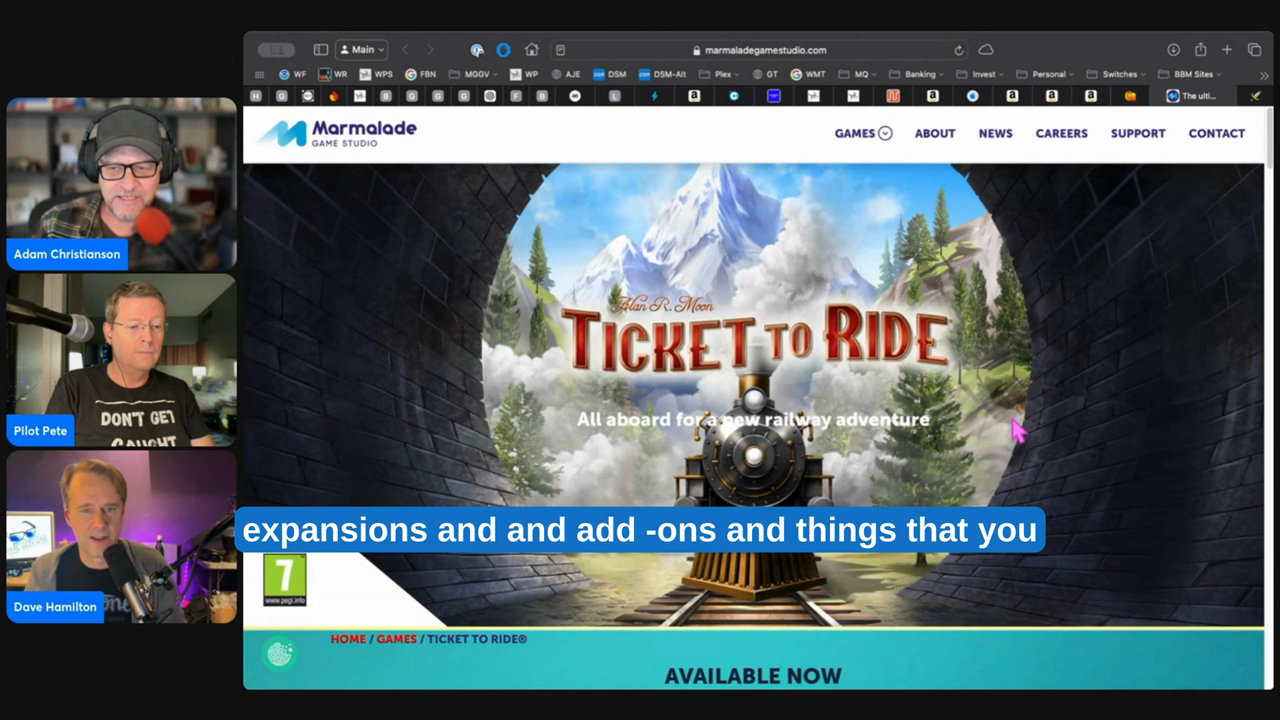 Main
marmaladegamestudio.com
WF
WR
WPS
FBN
MGGV
WP
AJE
DSM
DSM-Alt
Plex
GT
WMT
MQ
Banking
Invest
Personal
Switches
BBM Sites
The ulti...
Marmalade
GAME STUDIO
GAMES
ABOUT
NEWS
CAREERS
SUPPORT
CONTACT
Alan R. Moon
TICKET TO RIDE
All aboard for a new railway adventure
Adam Christianson
DON'T GET
CAUGHT
Pilot Pete
Dave Hamilton
expansions and and add -ons and things that you
7
www.pegi.info
HOME / GAMES / TICKET TO RIDE®
AVAILABLE NOW